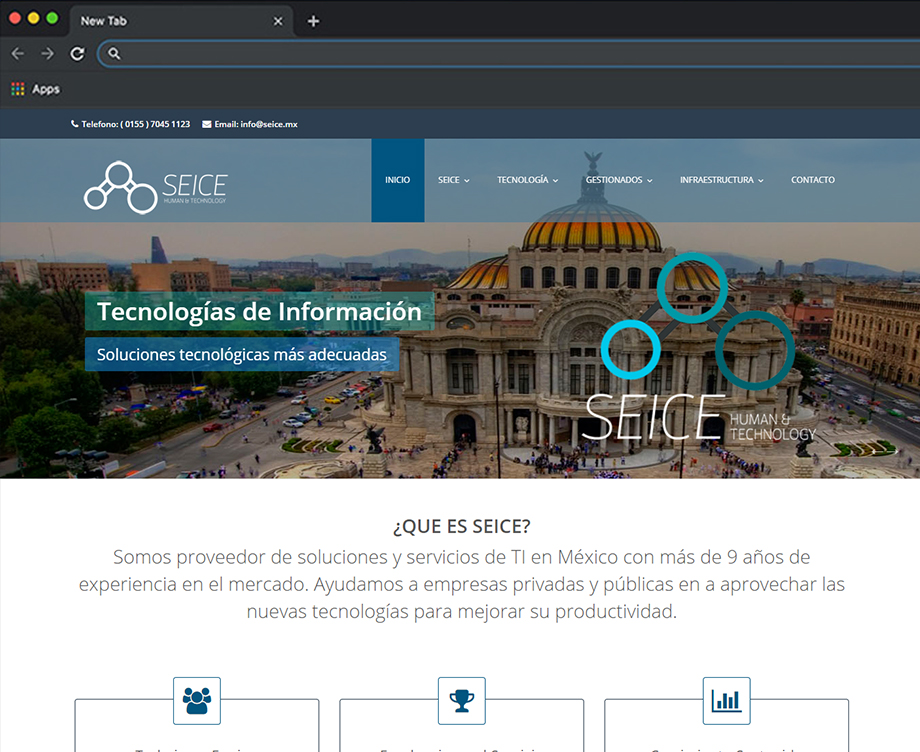 New Tab
Apps
Telefono: ( 0155 ) 7045 1123 Email: info@seice.mx
SEICE
HUMAN & TECHNOLOGY
INICIO SEICE TECNOLOGÍA GESTIONADOS INFRAESTRUCTURA CONTACTO
Tecnologías de Información
Soluciones tecnológicas más adecuadas
SEICE
HUMAN &
TECHNOLOGY
¿QUE ES SEICE?
Somos proveedor de soluciones y servicios de TI en México con más de 9 años de
experiencia en el mercado. Ayudamos a empresas privadas y públicas en a aprovechar las
nuevas tecnologías para mejorar su productividad.